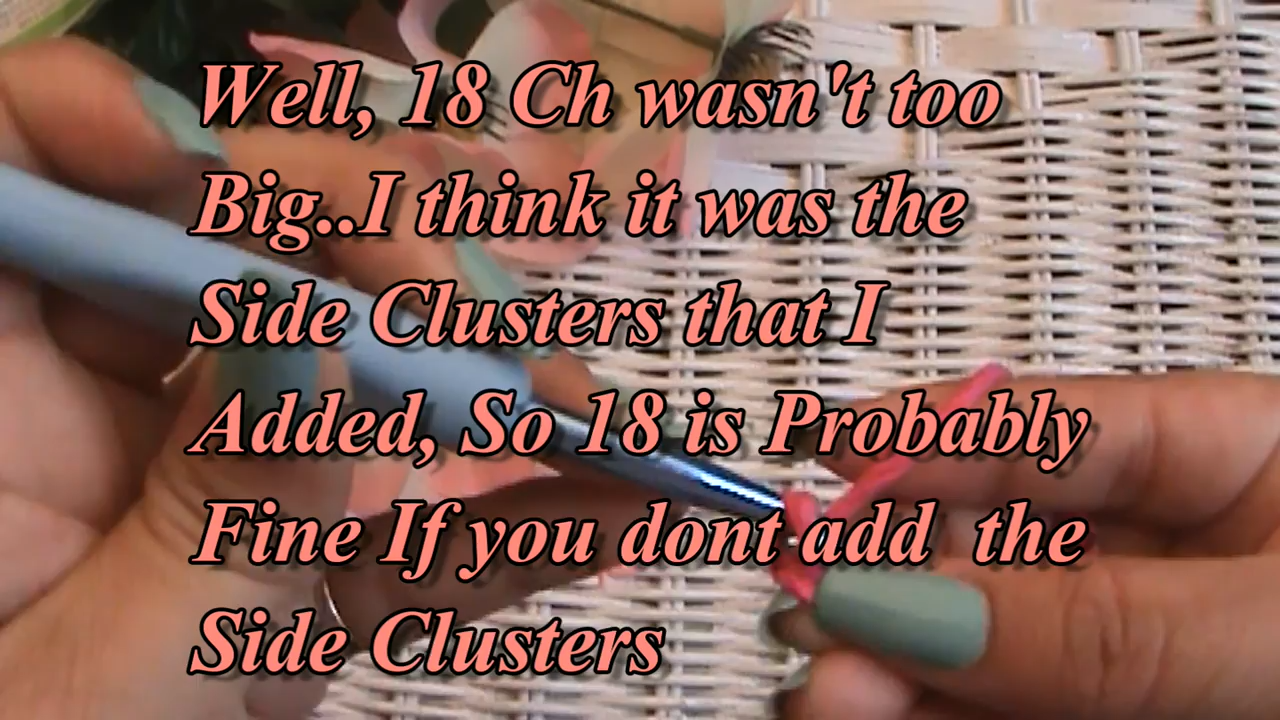 Well, 18 Ch wasn't too
Big..I think it was the
Side Clusters that I
Added, So 18 is Probably
Fine If you dont add  the
Side Clusters